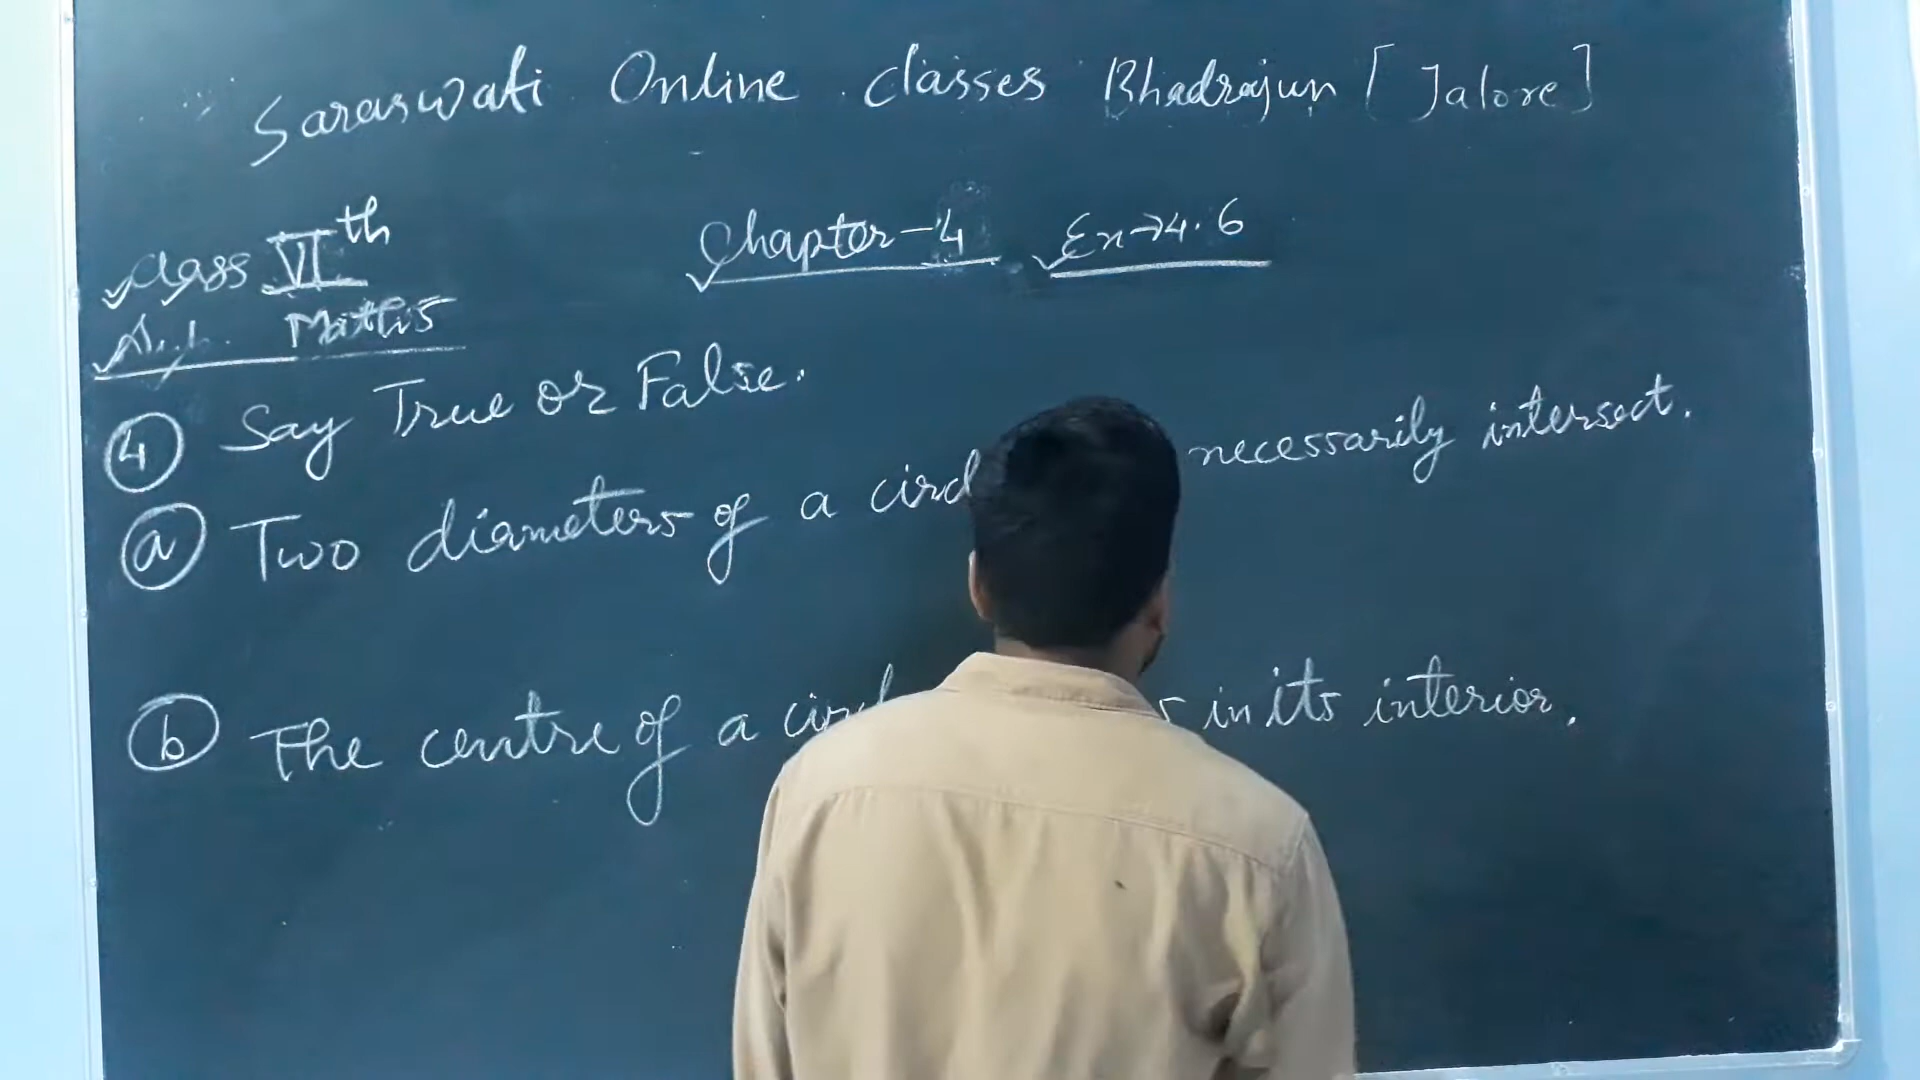 Saraswati Online Classes Bhadrajun [Jalore]
Class VIth Chapter-4 Ex→4.6
Sub. Maths
4 Say True or False.
a Two diameters of a necessarily intersect.
b The centre of a in its interior.